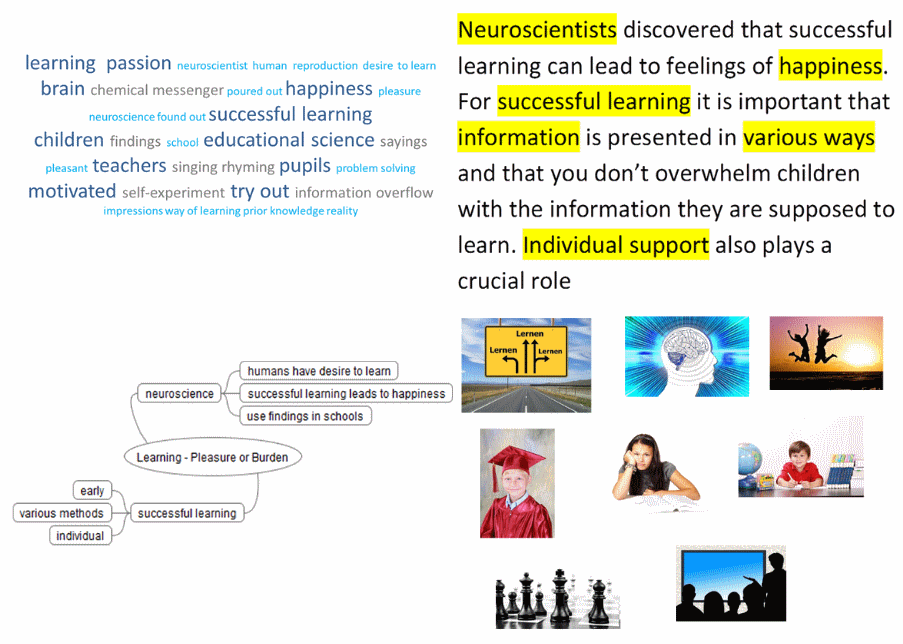 learning passion neuroscientist human reproduction desire to learn
brain chemical messenger poured out happiness pleasure
neuroscience found out successful learning
children findings school educational science sayings
pleasant teachers singing rhyming pupils problem solving
motivated self-experiment try out information overflow
impressions way of learning prior knowledge reality
Neuroscientists discovered that successful
learning can lead to feelings of happiness.
For successful learning it is important that
information is presented in various ways
and that you don’t overwhelm children
with the information they are supposed to
learn. Individual support also plays a
crucial role
humans have desire to learn
neuroscience
successful learning leads to happiness
use findings in schools
Learning - Pleasure or Burden
early
various methods
successful learning
individual
Lernen
Lernen
Lernen